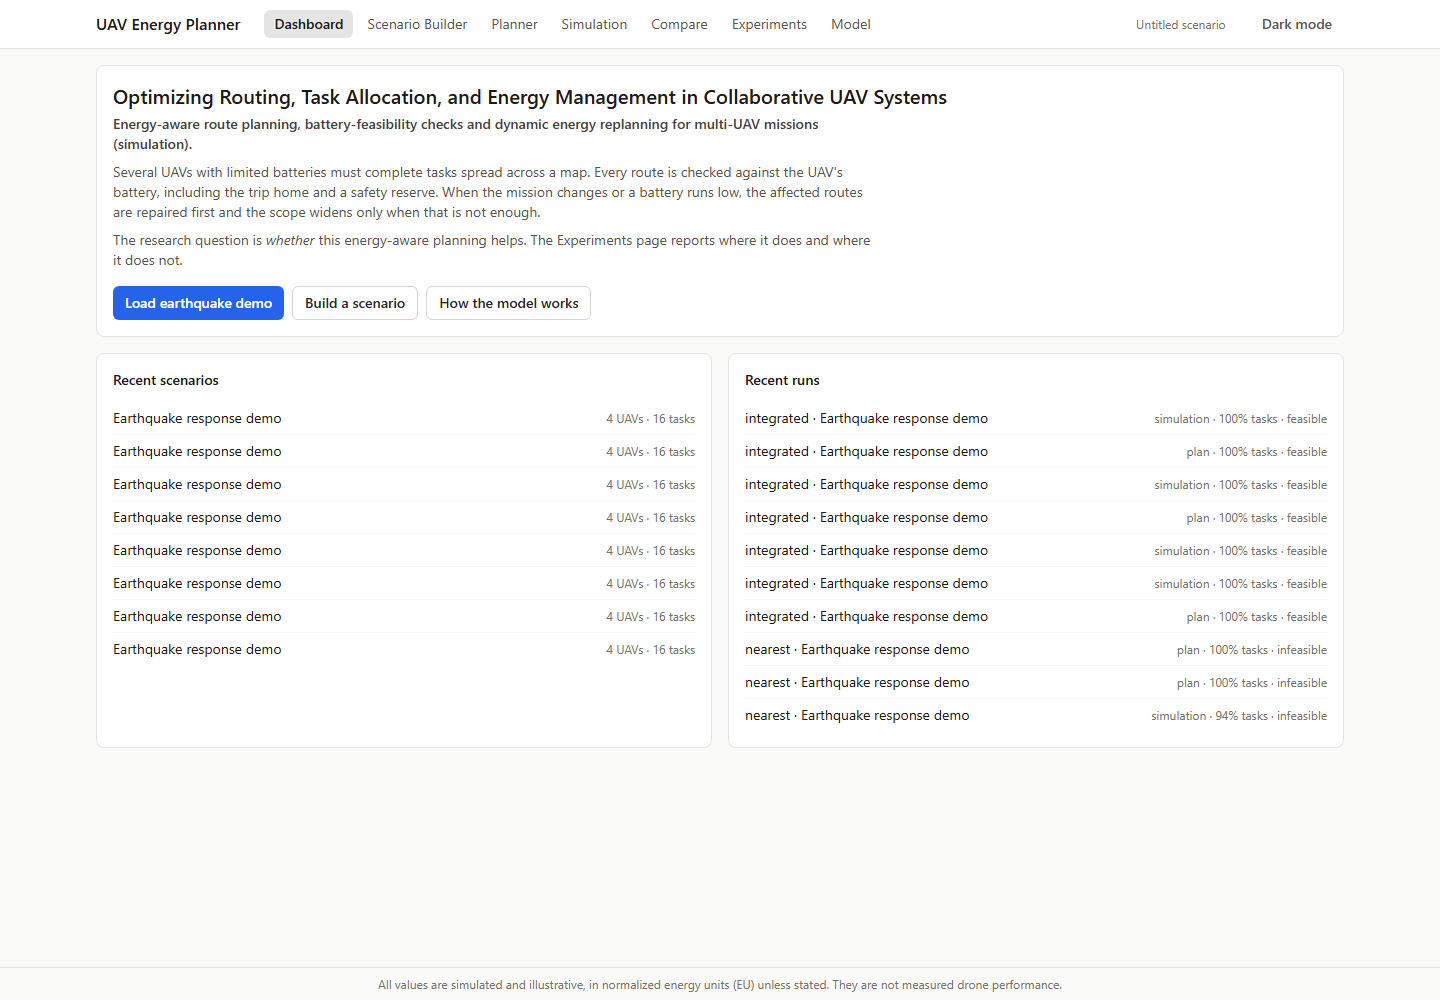 UAV Energy Planner
Dashboard
Scenario Builder
Planner
Simulation
Compare
Experiments
Model
Untitled scenario
Dark mode
Optimizing Routing, Task Allocation, and Energy Management in Collaborative UAV Systems
Energy-aware route planning, battery-feasibility checks and dynamic energy replanning for multi-UAV missions
(simulation).
Several UAVs with limited batteries must complete tasks spread across a map. Every route is checked against the UAV's
battery, including the trip home and a safety reserve. When the mission changes or a battery runs low, the affected routes
are repaired first and the scope widens only when that is not enough.
The research question is whether this energy-aware planning helps. The Experiments page reports where it does and where
it does not.
Load earthquake demo
Build a scenario
How the model works
Recent scenarios
Earthquake response demo 4 UAVs · 16 tasks
Earthquake response demo 4 UAVs · 16 tasks
Earthquake response demo 4 UAVs · 16 tasks
Earthquake response demo 4 UAVs · 16 tasks
Earthquake response demo 4 UAVs · 16 tasks
Earthquake response demo 4 UAVs · 16 tasks
Earthquake response demo 4 UAVs · 16 tasks
Earthquake response demo 4 UAVs · 16 tasks
Recent runs
integrated · Earthquake response demo simulation · 100% tasks · feasible
integrated · Earthquake response demo plan · 100% tasks · feasible
integrated · Earthquake response demo simulation · 100% tasks · feasible
integrated · Earthquake response demo plan · 100% tasks · feasible
integrated · Earthquake response demo simulation · 100% tasks · feasible
integrated · Earthquake response demo simulation · 100% tasks · feasible
integrated · Earthquake response demo plan · 100% tasks · feasible
nearest · Earthquake response demo plan · 100% tasks · infeasible
nearest · Earthquake response demo plan · 100% tasks · infeasible
nearest · Earthquake response demo simulation · 94% tasks · infeasible
All values are simulated and illustrative, in normalized energy units (EU) unless stated. They are not measured drone performance.